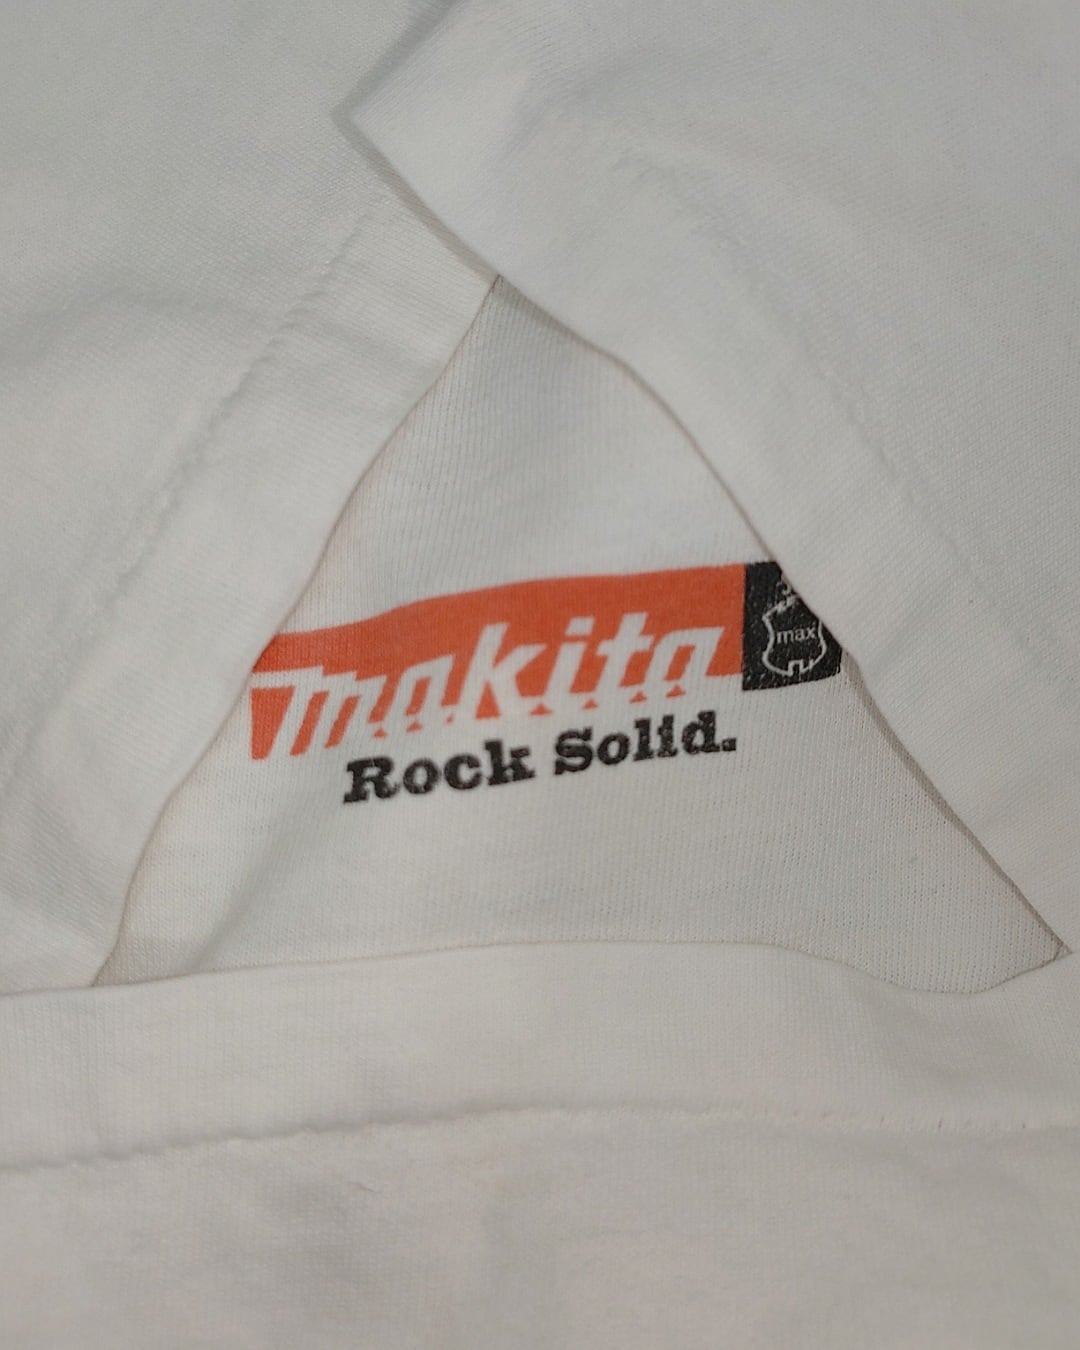 makita
max
Rock Solid.